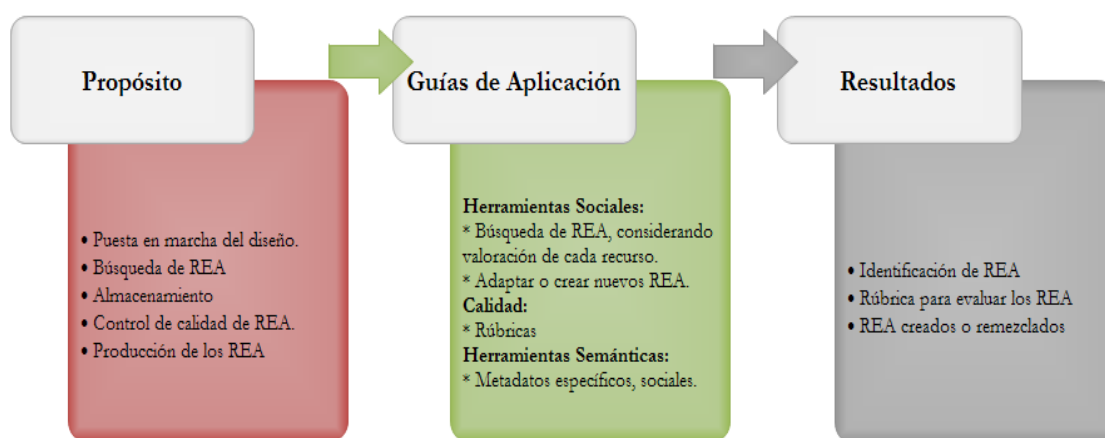 Propósito
• Puesta en marcha del diseño.
• Búsqueda de REA
• Almacenamiento
• Control de calidad de REA.
• Producción de los REA
Guías de Aplicación
Herramientas Sociales:
* Búsqueda de REA, considerando
valoración de cada recurso.
* Adaptar o crear nuevos REA.
Calidad:
* Rúbricas
Herramientas Semánticas:
* Metadatos específicos, sociales.
Resultados
• Identificación de REA
• Rúbrica para evaluar los REA
• REA creados o remezclados